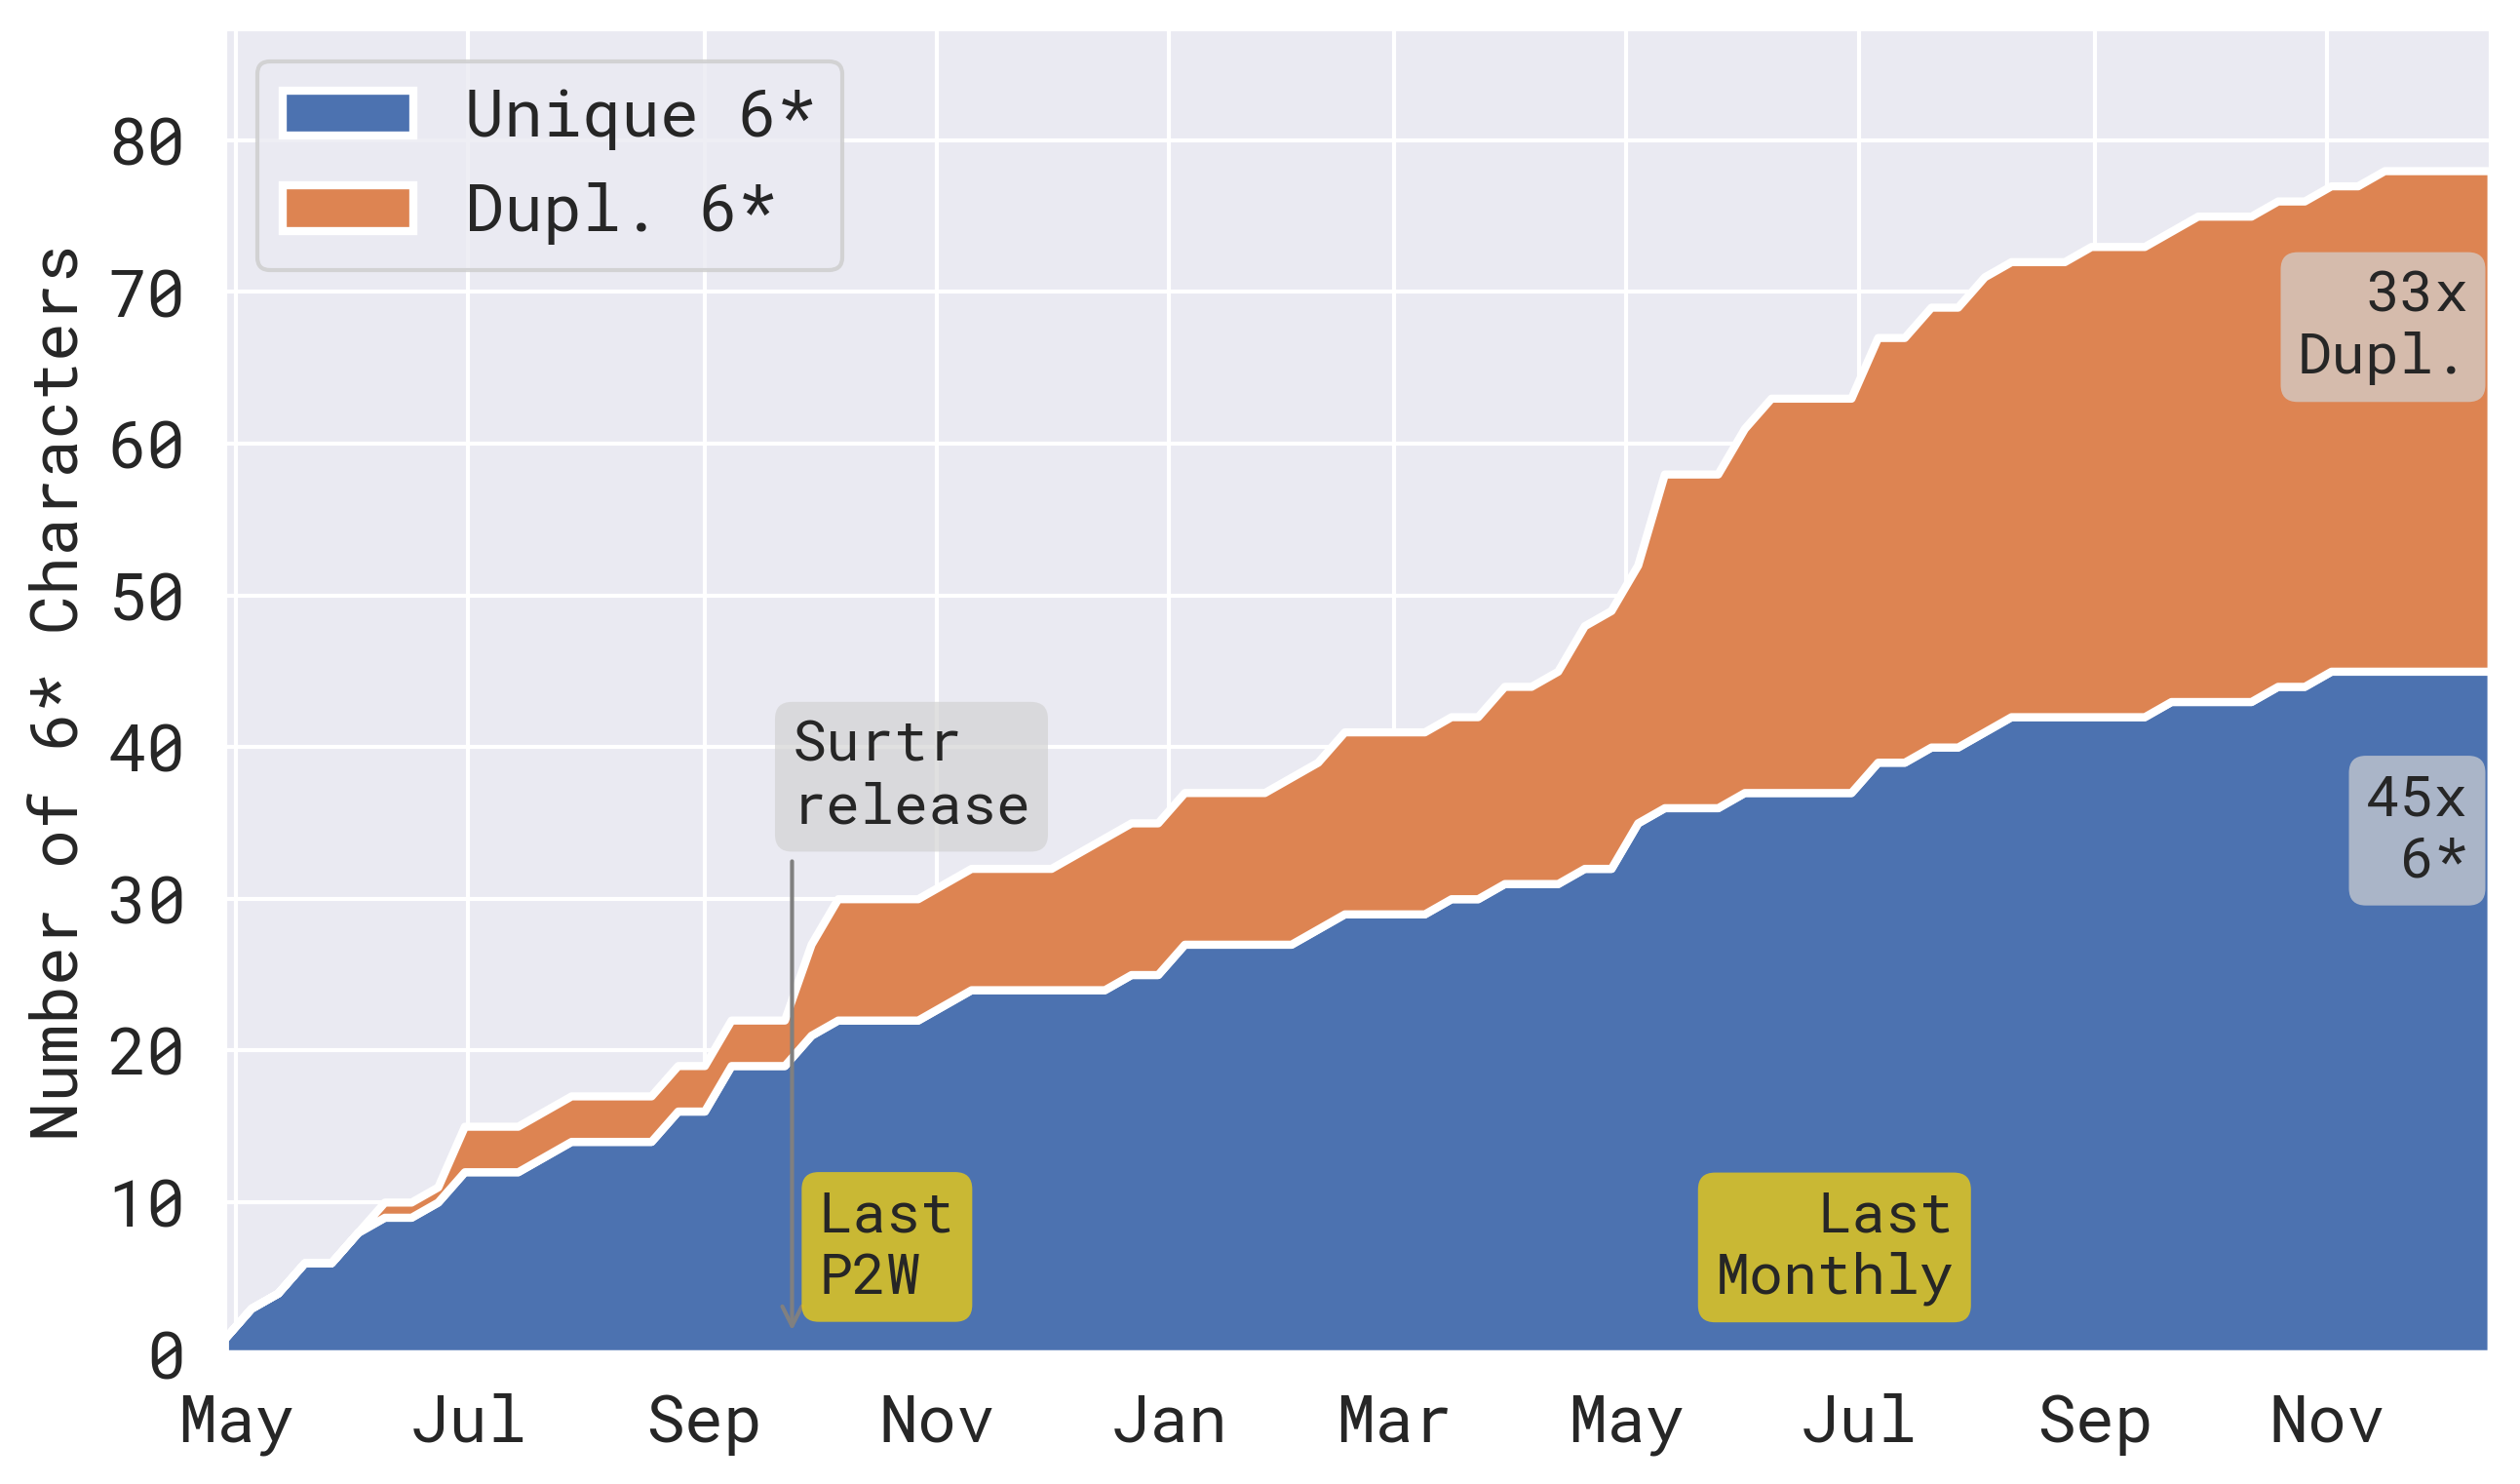 Unique 6*
Dupl. 6*
Number of 6* Characters
80
70
60
50
40
30
20
10
0
33x
Dupl.
Surtr
release
45x
6*
Last
P2W
Last
Monthly
May
Jul
Sep
Nov
Jan
Mar
May
Jul
Sep
Nov